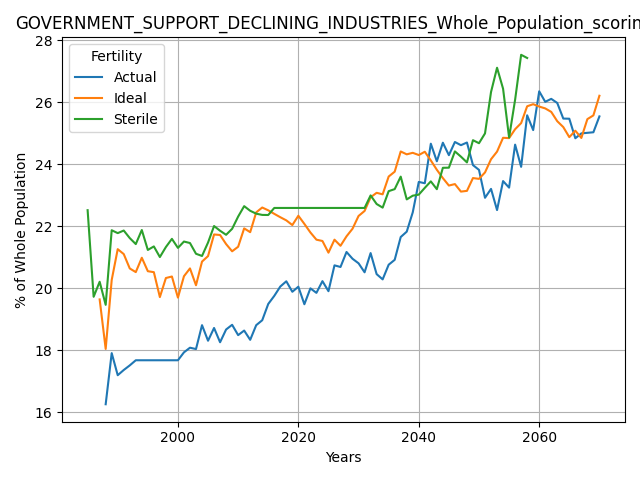 GOVERNMENT_SUPPORT_DECLINING_INDUSTRIES_Whole_Population_scorin
28
26
24
22
20
18
16
% of Whole Population
Fertility
Actual
Ideal
Sterile
2000
2020
2040
2060
Years